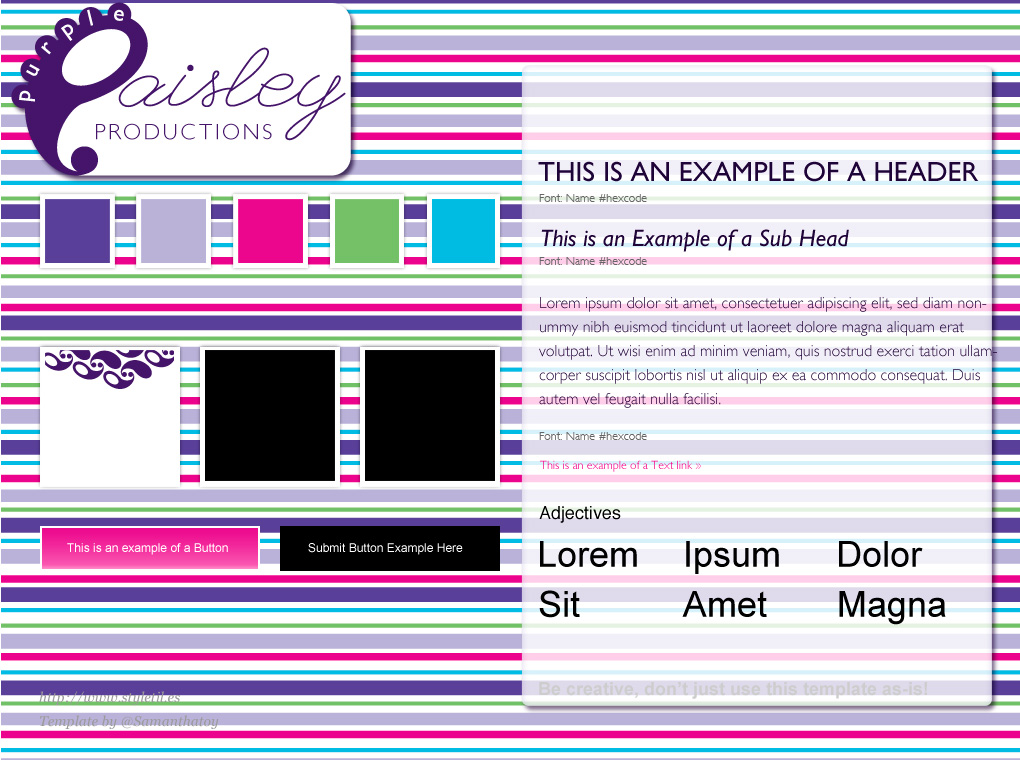 Purple
Paisley
PRODUCTIONS
THIS IS AN EXAMPLE OF A HEADER
Font: Name #hexcode
This is an Example of a Sub Head
Font: Name #hexcode
Lorem ipsum dolor sit amet, consectetuer adipiscing elit, sed diam non-
ummy nibh euismod tincidunt ut laoreet dolore magna aliquam erat
volutpat. Ut wisi enim ad minim veniam, quis nostrud exerci tation ullam-
corper suscipit lobortis nisl ut aliquip ex ea commodo consequat. Duis
autem vel feugait nulla facilisi.
Font: Name #hexcode
This is an example of a Text link »
Adjectives
Lorem Ipsum Dolor
Sit Amet Magna
Be creative, don't just use this template as-is!
This is an example of a Button
Submit Button Example Here
http://www.styletil.es
Template by @Samanthatoy